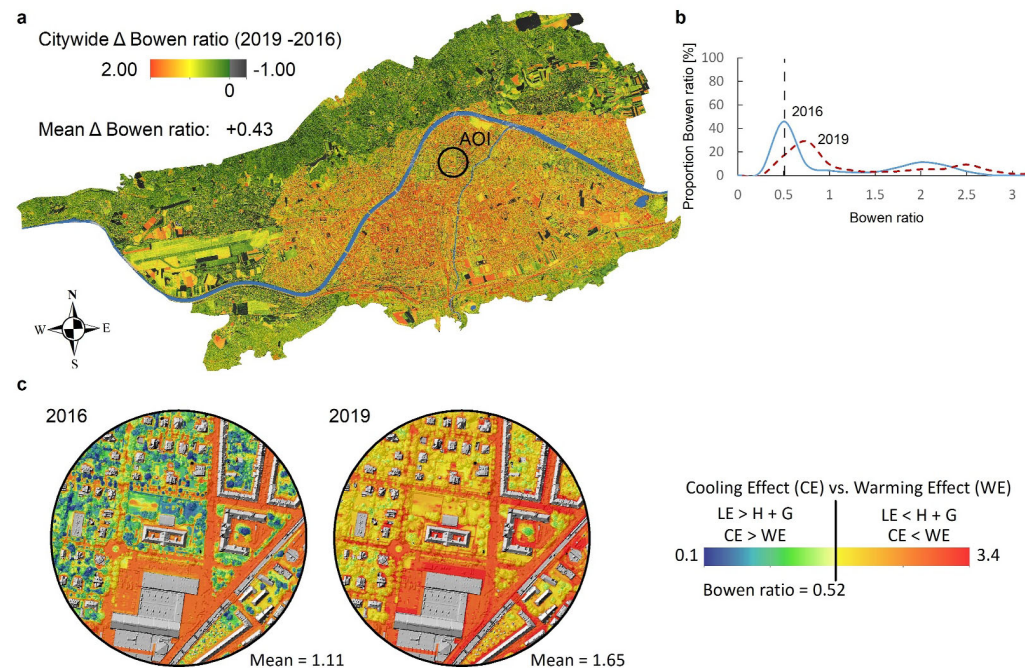 a
Citywide Δ Bowen ratio (2019 -2016)
2.00 -1.00
0
Mean Δ Bowen ratio: +0.43
AOI
N
W E
S
b
Proportion Bowen ratio [%]
100
80
60
40
20
0
2016
2019
0 0.5 1 1.5 2 2.5 3
Bowen ratio
c
2016
Mean = 1.11
2019
Mean = 1.65
Cooling Effect (CE) vs. Warming Effect (WE)
LE > H + G LE < H + G
CE > WE CE < WE
0.1 3.4
Bowen ratio = 0.52